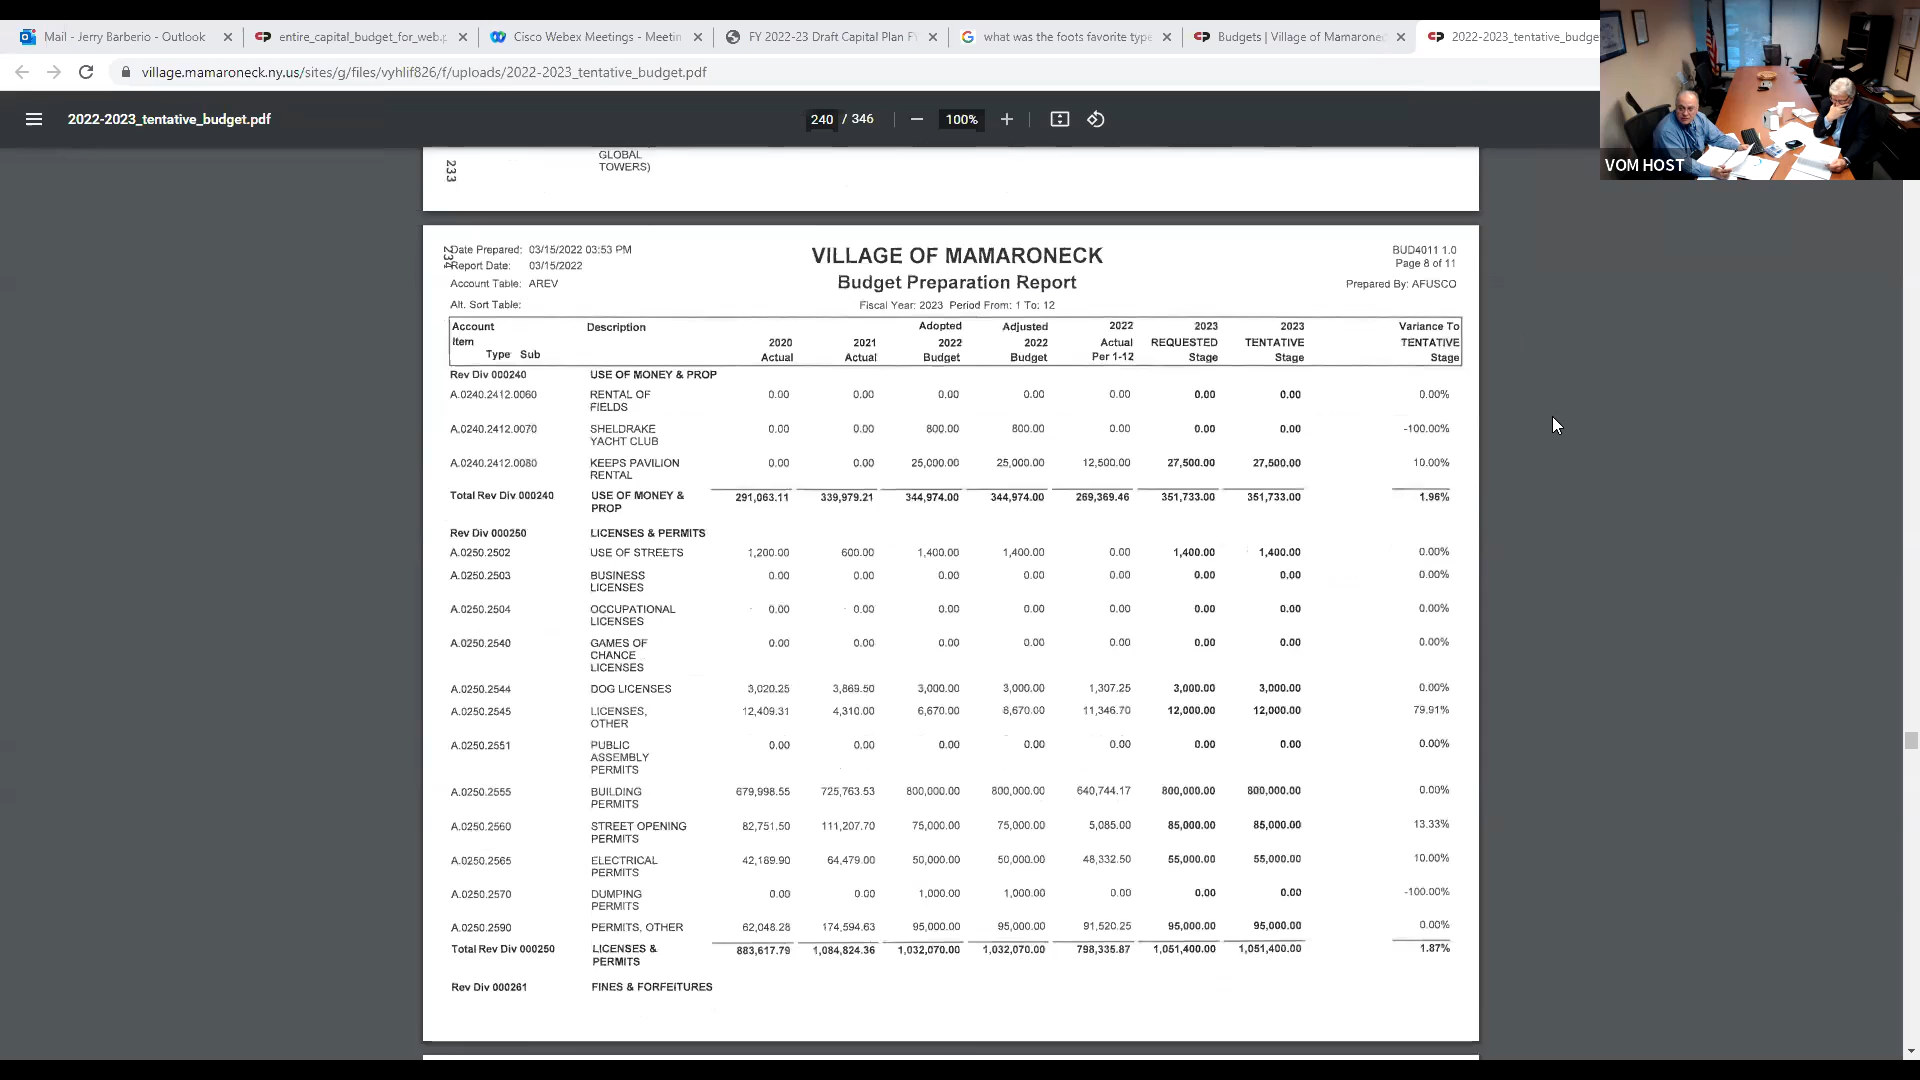 Mail - Jerry Barberio - Outlook
entire_capital_budget_for_web.p
Cisco Webex Meetings - Meetin
FY 2022-23 Draft Capital Plan FY
what was the foots favorite type
Budgets | Village of Mamaronec
2022-2023_tentative_budge
village.mamaroneck.ny.us/sites/g/files/vyhlif826/f/uploads/2022-2023_tentative_budget.pdf
2022-2023_tentative_budget.pdf
240 / 346
100%
VOM HOST
233
GLOBAL
TOWERS)
234
Date Prepared: 03/15/2022 03:53 PM
Report Date: 03/15/2022
Account Table: AREV
Alt. Sort Table:
VILLAGE OF MAMARONECK
Budget Preparation Report
Fiscal Year: 2023 Period From: 1 To: 12
BUD4011 1.0
Page 8 of 11
Prepared By: AFUSCO
Account Description Adopted Adjusted 2022 2023 2023 Variance To
Item 2020 2021 2022 2022 Actual REQUESTED TENTATIVE TENTATIVE
Type Sub Actual Actual Budget Budget Per 1-12 Stage Stage Stage
Rev Div 000240 USE OF MONEY & PROP
A.0240.2412.0060 RENTAL OF 0.00 0.00 0.00 0.00 0.00 0.00 0.00 0.00%
FIELDS
A.0240.2412.0070 SHELDRAKE 0.00 0.00 800.00 800.00 0.00 0.00 0.00 -100.00%
YACHT CLUB
A.0240.2412.0080 KEEPS PAVILION 0.00 0.00 25,000.00 25,000.00 12,500.00 27,500.00 27,500.00 10.00%
RENTAL
Total Rev Div 000240 USE OF MONEY & 291,063.11 339,979.21 344,974.00 344,974.00 269,369.46 351,733.00 351,733.00 1.96%
PROP
Rev Div 000250 LICENSES & PERMITS
A.0250.2502 USE OF STREETS 1,200.00 600.00 1,400.00 1,400.00 0.00 1,400.00 1,400.00 0.00%
A.0250.2503 BUSINESS 0.00 0.00 0.00 0.00 0.00 0.00 0.00 0.00%
LICENSES
A.0250.2504 OCCUPATIONAL 0.00 0.00 0.00 0.00 0.00 0.00 0.00 0.00%
LICENSES
A.0250.2540 GAMES OF 0.00 0.00 0.00 0.00 0.00 0.00 0.00 0.00%
CHANCE
LICENSES
A.0250.2544 DOG LICENSES 3,020.25 3,869.50 3,000.00 3,000.00 1,307.25 3,000.00 3,000.00 0.00%
A.0250.2545 LICENSES, 12,409.31 4,310.00 6,670.00 8,670.00 11,346.70 12,000.00 12,000.00 79.91%
OTHER
A.0250.2551 PUBLIC 0.00 0.00 0.00 0.00 0.00 0.00 0.00 0.00%
ASSEMBLY
PERMITS
A.0250.2555 BUILDING 679,998.55 725,763.53 800,000.00 800,000.00 640,744.17 800,000.00 800,000.00 0.00%
PERMITS
A.0250.2560 STREET OPENING 82,751.50 111,207.70 75,000.00 75,000.00 5,085.00 85,000.00 85,000.00 13.33%
PERMITS
A.0250.2565 ELECTRICAL 42,189.90 64,479.00 50,000.00 50,000.00 48,332.50 55,000.00 55,000.00 10.00%
PERMITS
A.0250.2570 DUMPING 0.00 0.00 1,000.00 1,000.00 0.00 0.00 0.00 -100.00%
PERMITS
A.0250.2590 PERMITS, OTHER 62,048.28 174,594.63 95,000.00 95,000.00 91,520.25 95,000.00 95,000.00 0.00%
Total Rev Div 000250 LICENSES & 883,617.79 1,084,824.36 1,032,070.00 1,032,070.00 798,335.87 1,051,400.00 1,051,400.00 1.87%
PERMITS
Rev Div 000261 FINES & FORFEITURES